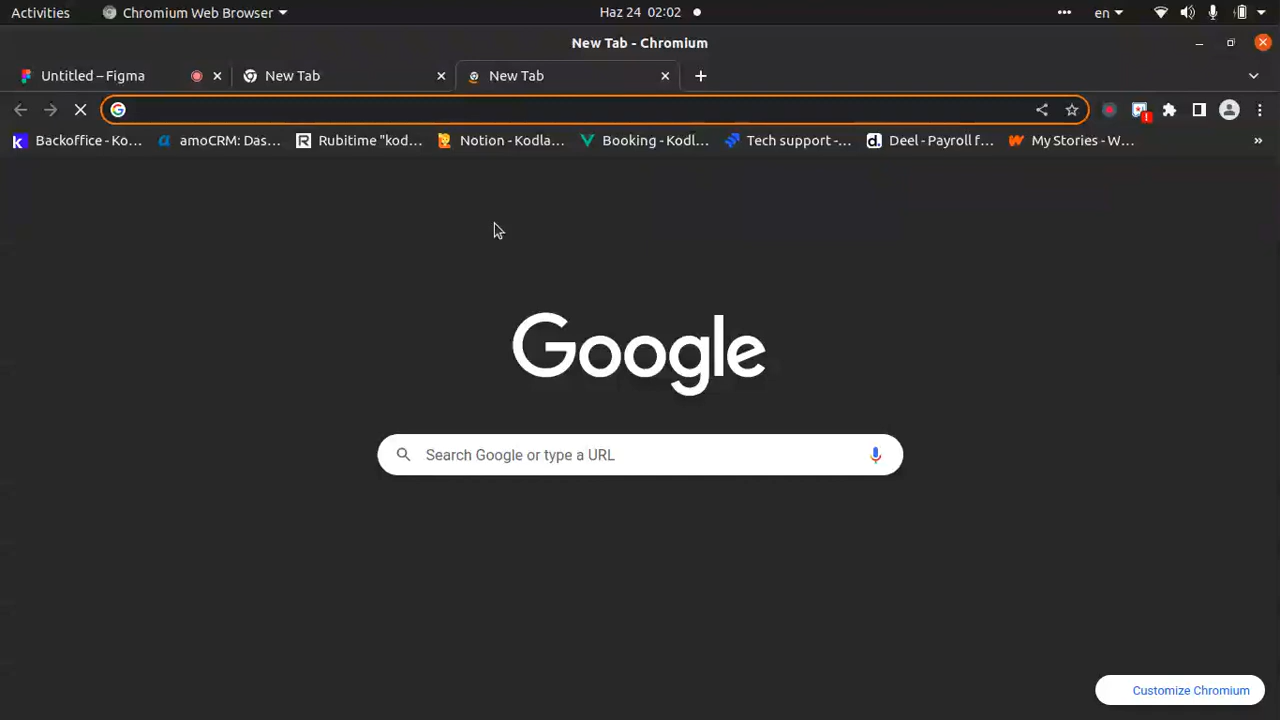 Activities
Chromium Web Browser
Haz 24 02:02
en
New Tab - Chromium
Untitled – Figma
New Tab
New Tab
Backoffice - Ko...
amoCRM: Das...
Rubitime "kod...
Notion - Kodla...
Booking - Kodl...
Tech support -...
Deel - Payroll f...
My Stories - W...
Google
Search Google or type a URL
Customize Chromium